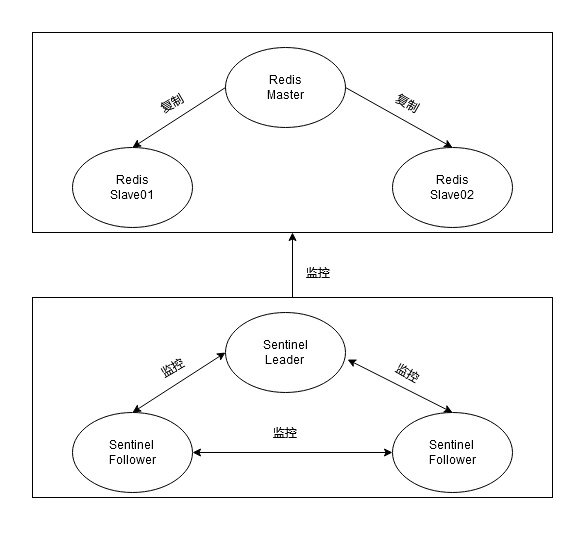 Redis
Master
复制
复制
Redis
Slave01
Redis
Slave02
监控
Sentinel
Leader
监控
监控
监控
Sentinel
Follower
Sentinel
Follower